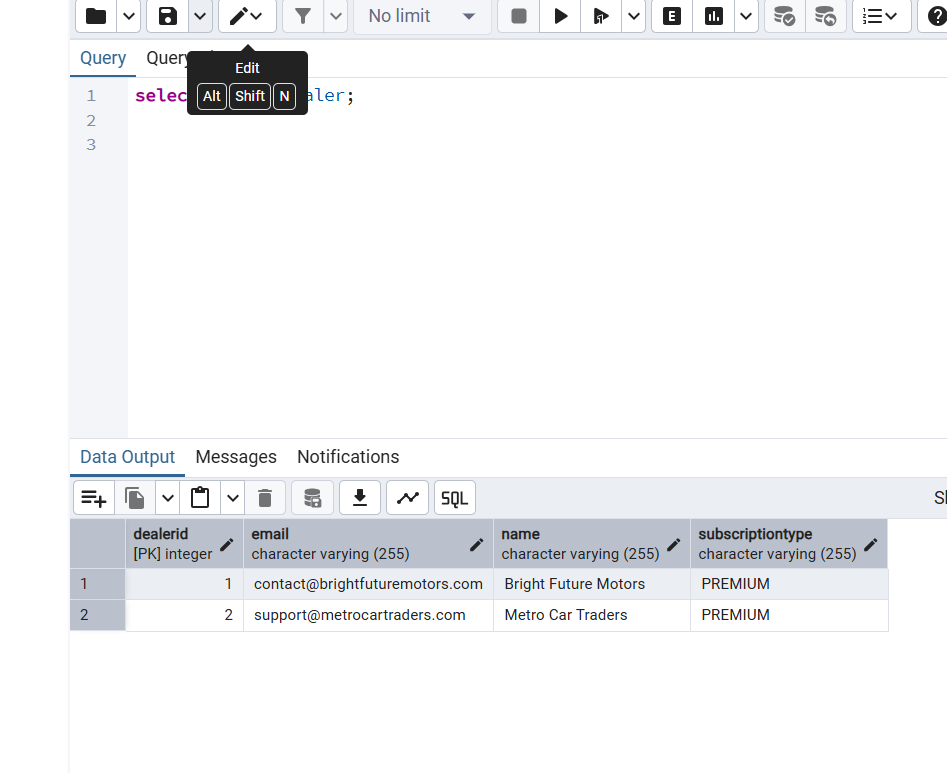 No limit
E
Query Query
Edit
Alt Shift N
1 aler;
2
3
Data Output Messages Notifications
SQL
dealerid email name subscriptiontype
[PK] integer character varying (255) character varying (255) character varying (255)
1 1 contact@brightfuturemotors.com Bright Future Motors PREMIUM
2 2 support@metrocartraders.com Metro Car Traders PREMIUM